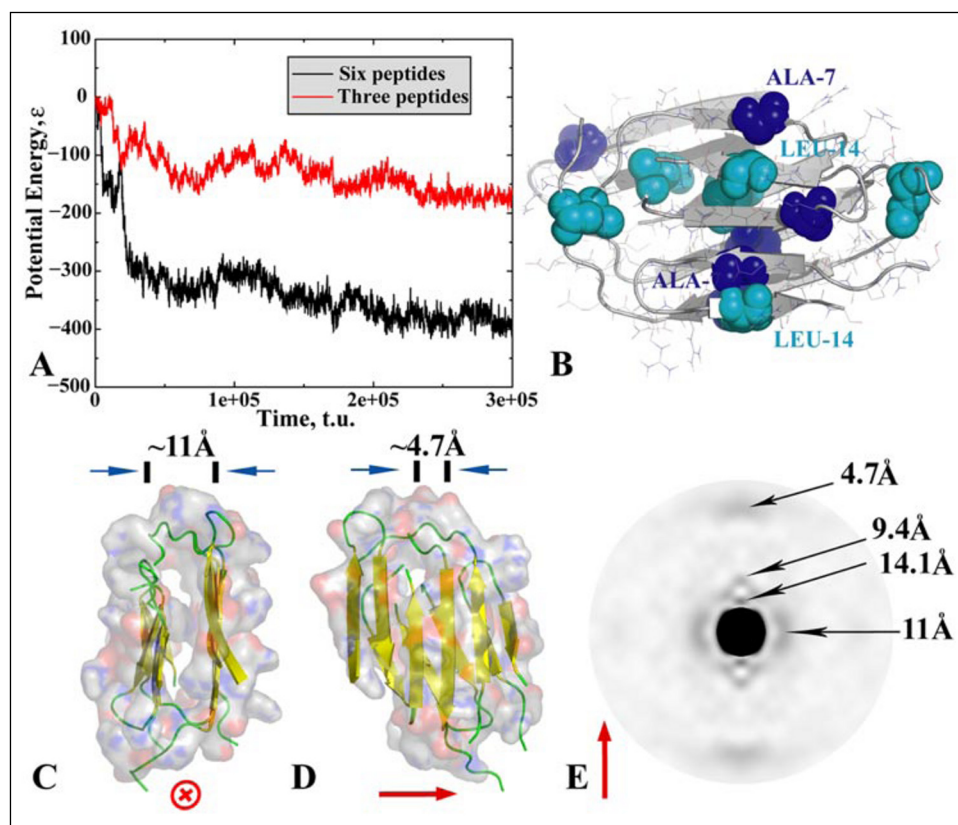 100
0
−100
−200
−300
−400
−500
Potential Energy, ε
Six peptides
Three peptides
0
1e+05
2e+05
3e+05
Time, t.u.
A
ALA-7
LEU-14
ALA-
LEU-14
B
~11Å
C
~4.7Å
D
4.7Å
9.4Å
14.1Å
11Å
E